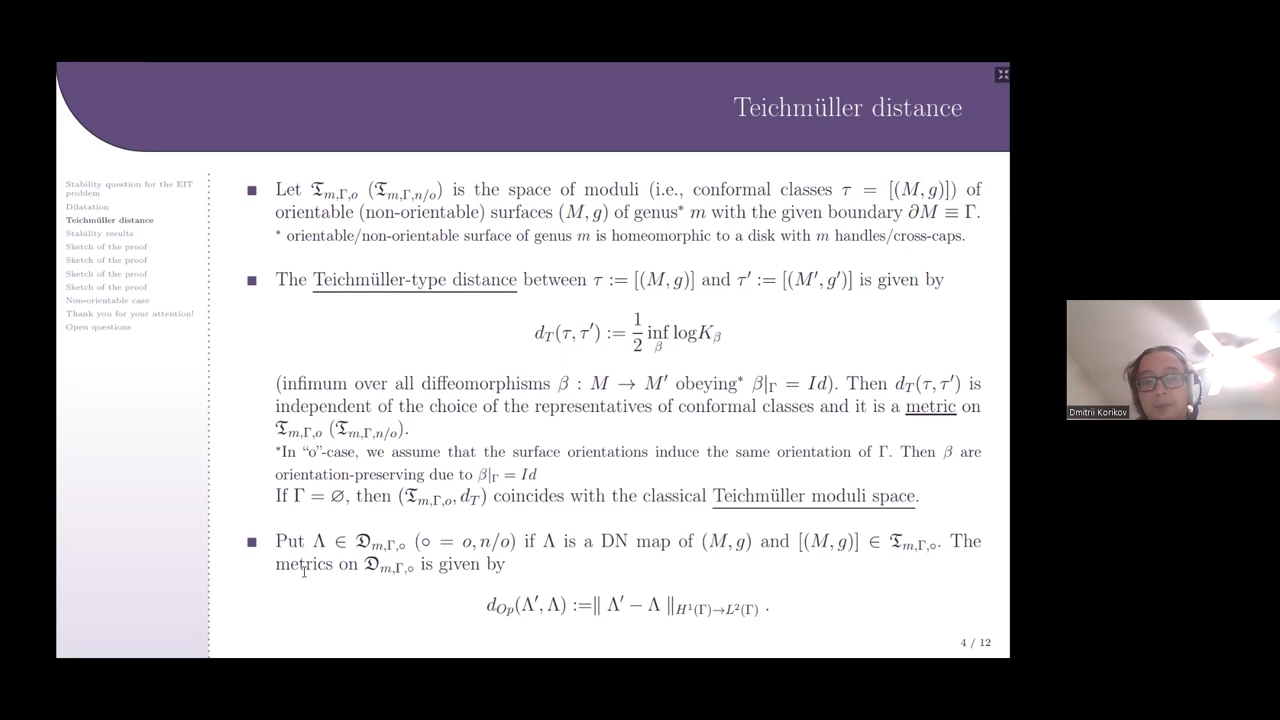 Teichmüller distance
Stability question for the EIT
problem
Dilatation
Teichmüller distance
Stability results
Sketch of the proof
Sketch of the proof
Sketch of the proof
Sketch of the proof
Non-orientable case
Thank you for your attention!
Open questions
■ Let 𝔗_{m,Γ,o} (𝔗_{m,Γ,n/o}) is the space of moduli (i.e., conformal classes τ = [(M, g)]) of
orientable (non-orientable) surfaces (M, g) of genus* m with the given boundary ∂M ≡ Γ.
* orientable/non-orientable surface of genus m is homeomorphic to a disk with m handles/cross-caps.
■ The Teichmüller-type distance between τ := [(M, g)] and τ′ := [(M′, g′)] is given by
d_T(τ, τ′) := 1/2 inf_β logK_β
(infimum over all diffeomorphisms β : M → M′ obeying* β|_Γ = Id). Then d_T(τ, τ′) is
independent of the choice of the representatives of conformal classes and it is a metric on
𝔗_{m,Γ,o} (𝔗_{m,Γ,n/o}).
*In “o”-case, we assume that the surface orientations induce the same orientation of Γ. Then β are
orientation-preserving due to β|_Γ = Id
If Γ = ∅, then (𝔗_{m,Γ,o}, d_T) coincides with the classical Teichmüller moduli space.
■ Put Λ ∈ 𝔇_{m,Γ,∘} (∘ = o, n/o) if Λ is a DN map of (M, g) and [(M, g)] ∈ 𝔗_{m,Γ,∘}. The
metrics on 𝔇_{m,Γ,∘} is given by
d_{Op}(Λ′, Λ) :=‖ Λ′ − Λ ‖_{H¹(Γ)→L²(Γ)} .
4 / 12
Dmitrii Korikov